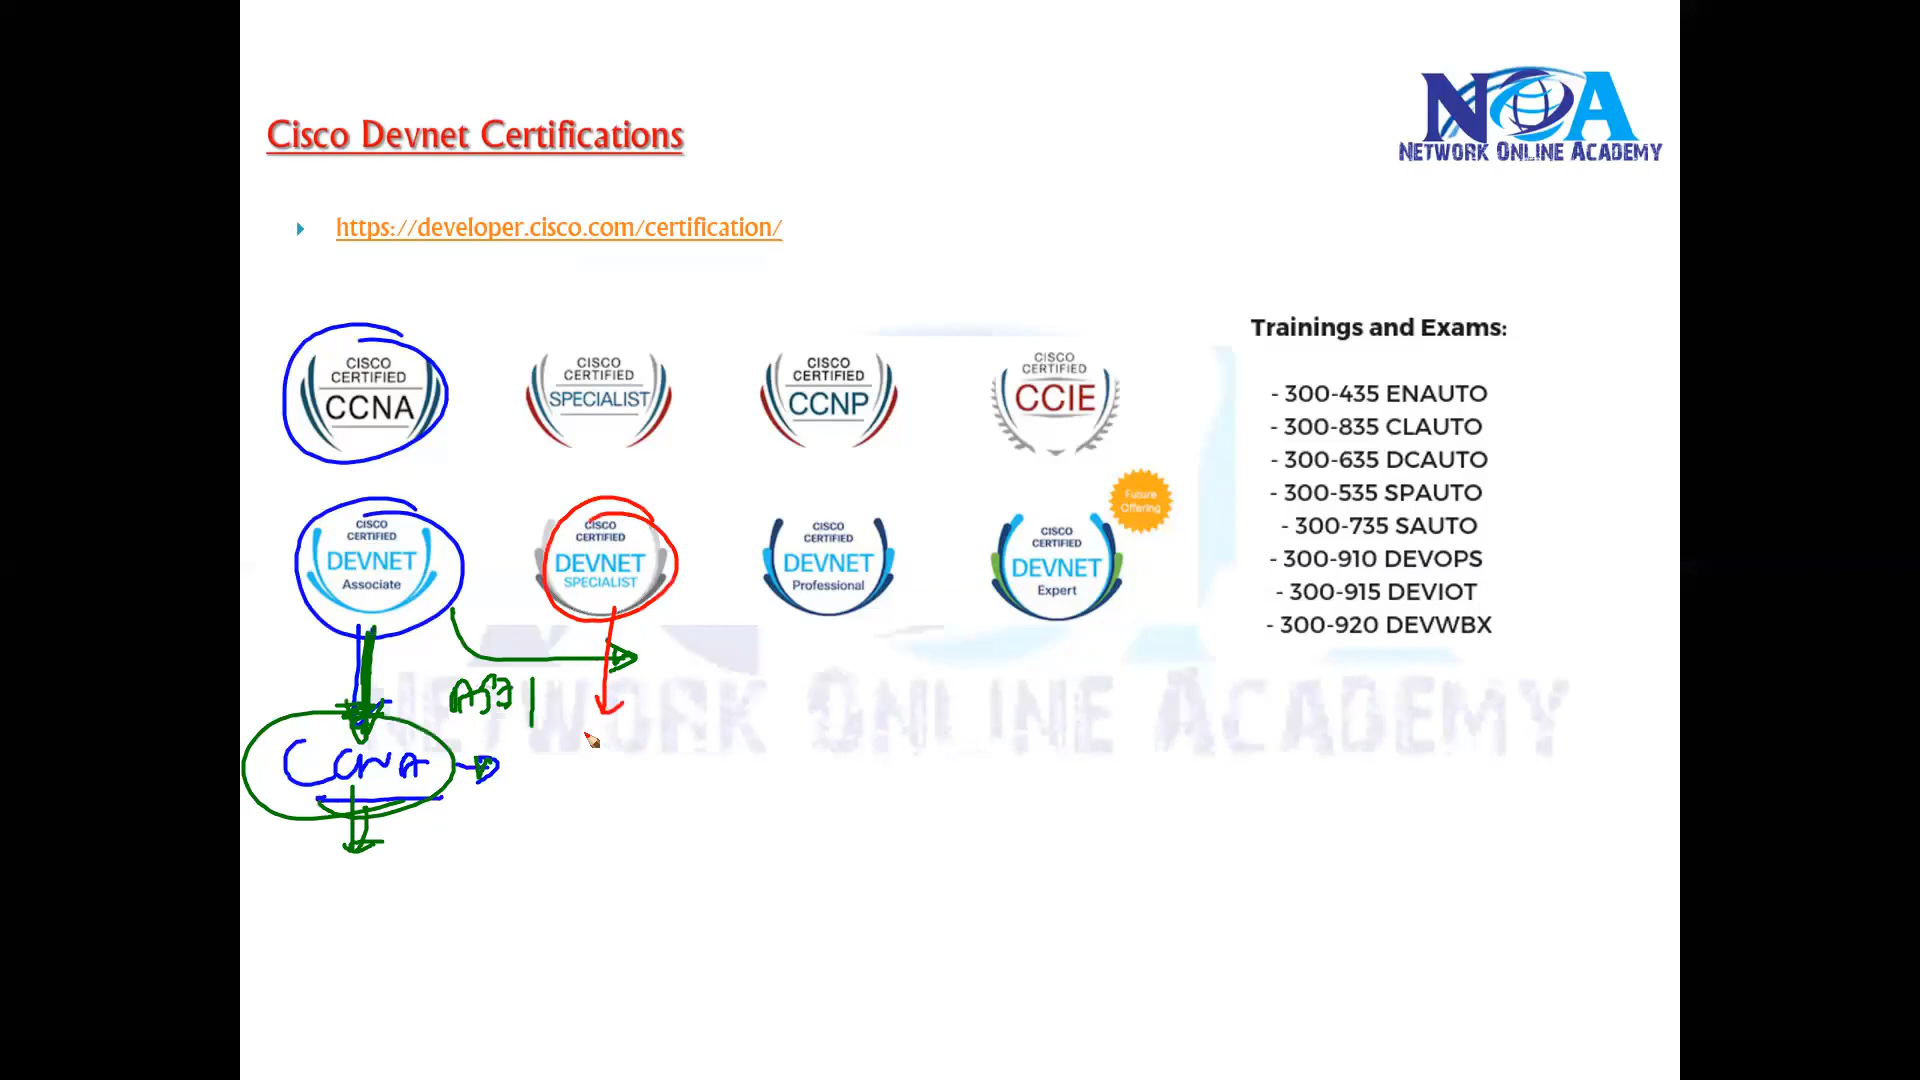 NOA
NETWORK ONLINE ACADEMY
Cisco Devnet Certifications
https://developer.cisco.com/certification/
CISCO
CERTIFIED
CCNA
CISCO
CERTIFIED
SPECIALIST
CISCO
CERTIFIED
CCNP
CISCO
CERTIFIED
CCIE
CISCO
CERTIFIED
DEVNET
Associate
CISCO
CERTIFIED
DEVNET
SPECIALIST
CISCO
CERTIFIED
DEVNET
Professional
CISCO
CERTIFIED
DEVNET
Expert
Future
Offering
Trainings and Exams:
- 300-435 ENAUTO
- 300-835 CLAUTO
- 300-635 DCAUTO
- 300-535 SPAUTO
- 300-735 SAUTO
- 300-910 DEVOPS
- 300-915 DEVIOT
- 300-920 DEVWBX
NETWORK ONLINE ACADEMY
CCNA